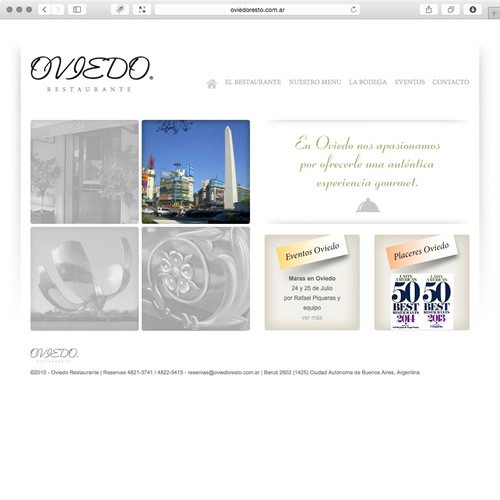 oviedoresto.com.ar
OVIEDO
RESTAURANTE
EL RESTAURANTE NUESTRO MENU LA BODEGA EVENTOS CONTACTO
En Oviedo nos apasionamos
por ofrecerle una auténtica
experiencia gourmet.
Eventos Oviedo
Maras en Oviedo
24 y 25 de Julio
por Rafael Piqueras y
equipo
ver más
Placeres Oviedo
LATIN AMERICA'S
50
BEST
RESTAURANTS
2014
LATIN AMERICA'S
50
BEST
RESTAURANTS
2013
OVIEDO
RESTAURANTE
©2010 - Oviedo Restaurante | Reservas 4821-3741 / 4822-5415 - reservas@oviedoresto.com.ar | Beruti 2602 (1425) Ciudad Autónoma de Buenos Aires, Argentina